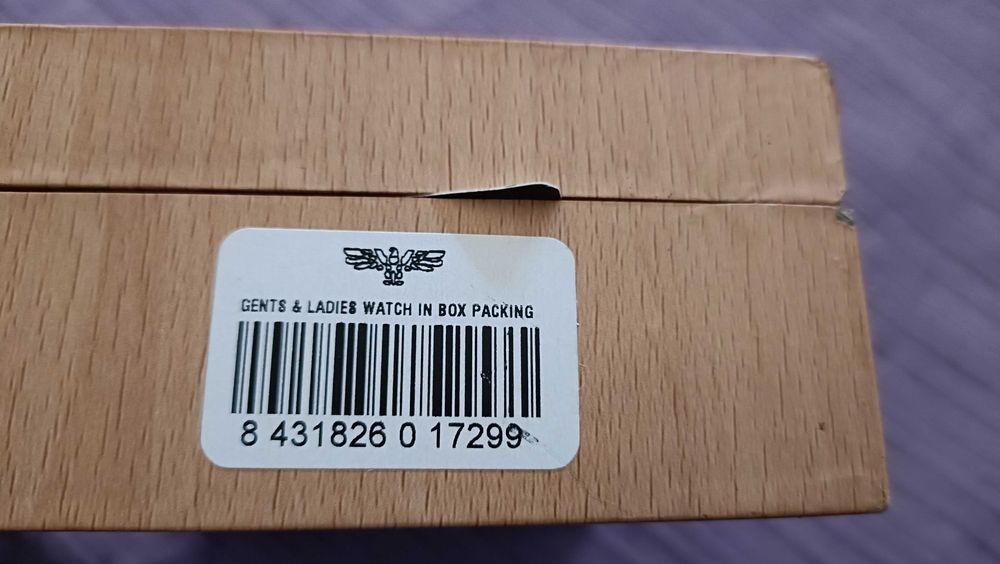 GENTS & LADIES WATCH IN BOX PACKING
8 431826 0 17299